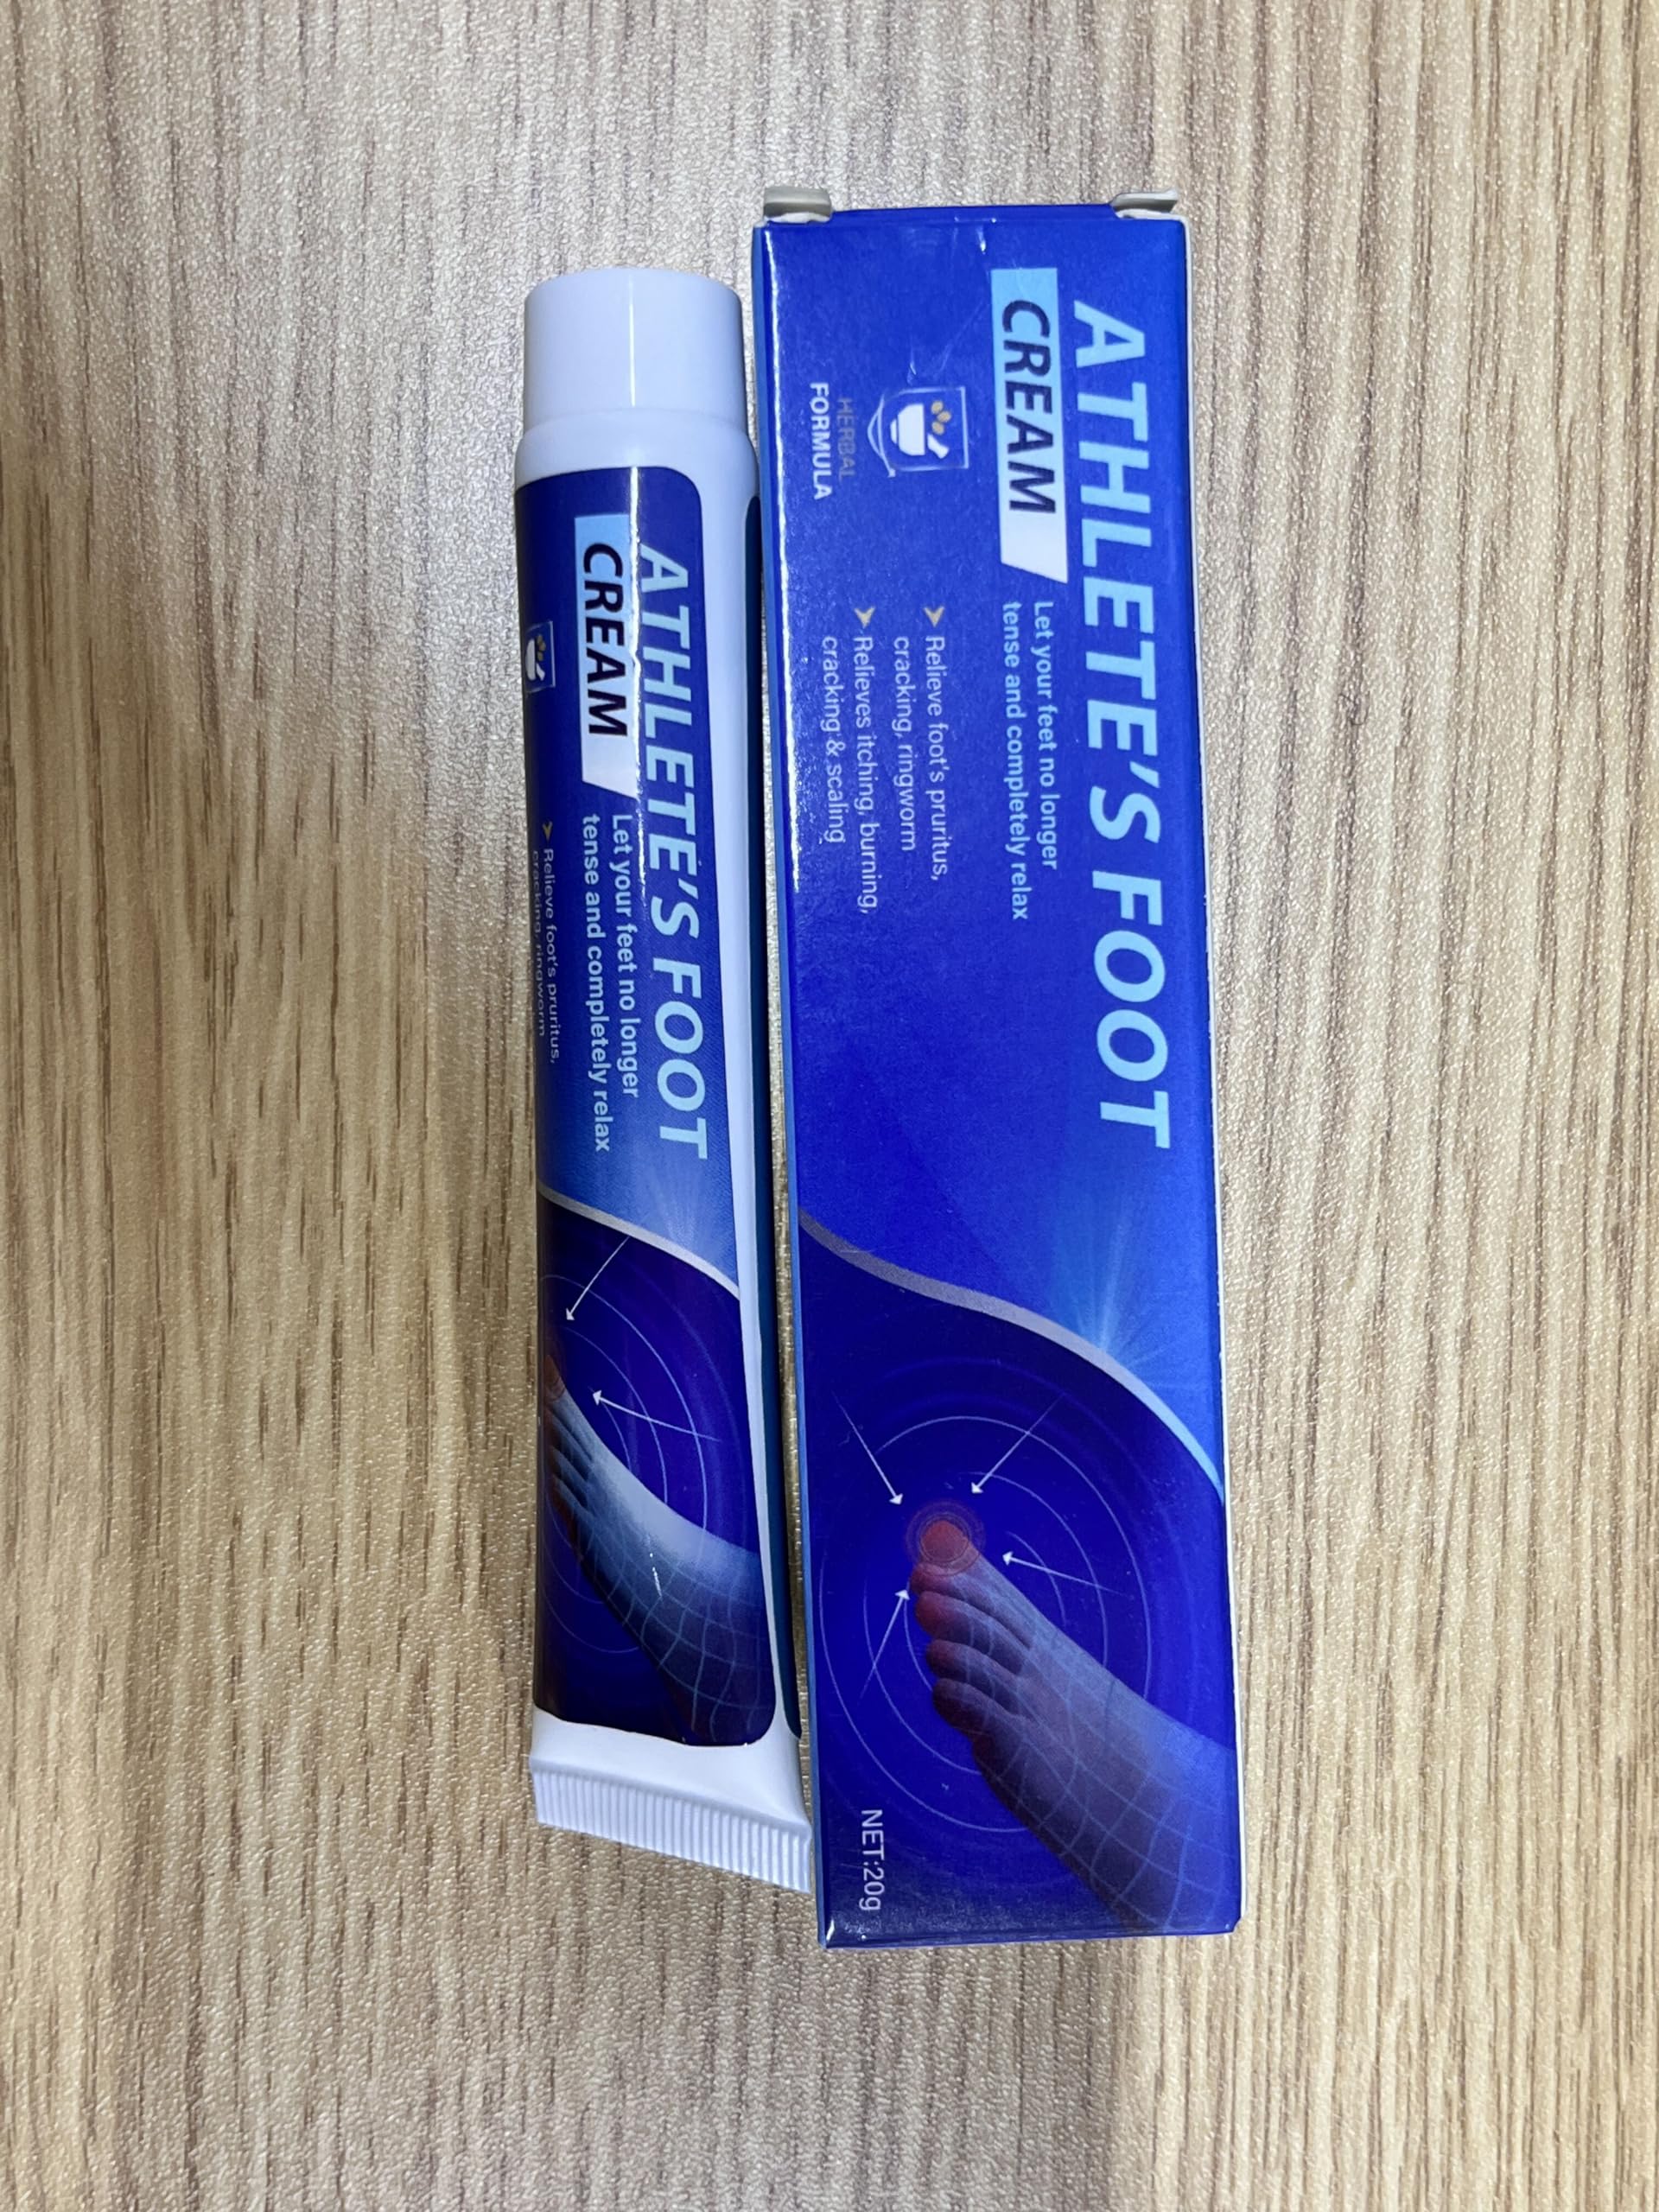 ATHLETE'S FOOT
CREAM
Let your feet no longer
tense and completely relax
HERBAL
FORMULA
Relieve foot's pruritus,
cracking, ringworm
Relieves itching, burning,
cracking & scaling
NET:20g
ATHLETE'S FOOT
CREAM
Let your feet no longer
tense and completely relax
Relieve foot's pruritus,
cracking, ringworm